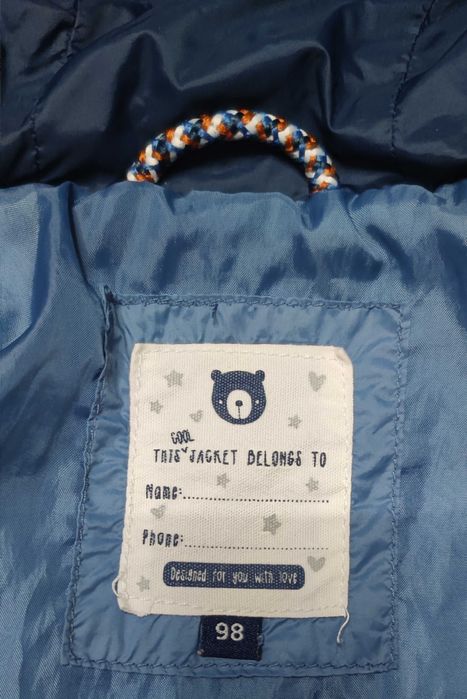 COOL
THIS JACKET BELONGS TO
Name:
Phone:
Designed for you with love
98